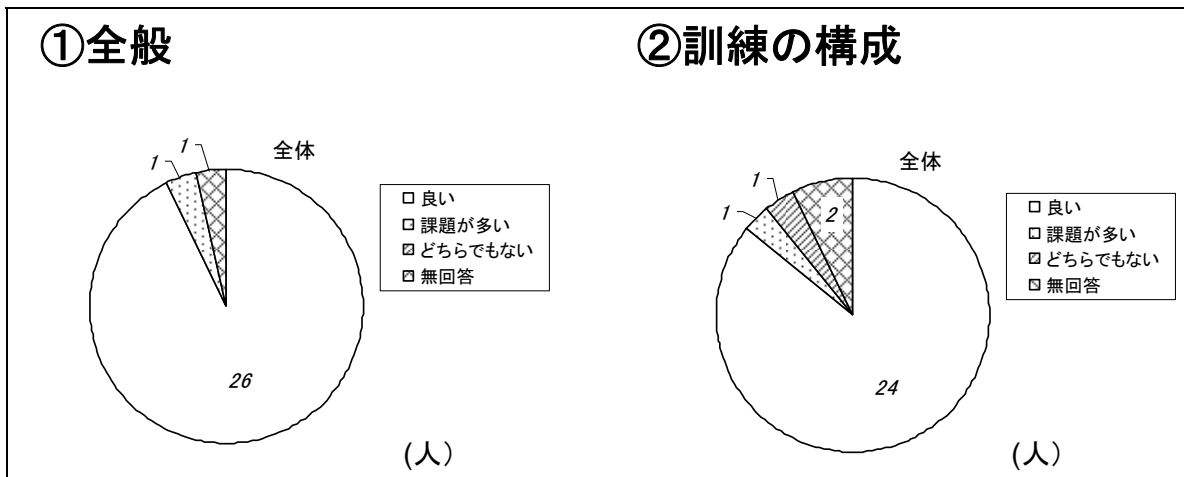 ①全般
1
1
全体
□ 良い
課題が多い
どちらでもない
無回答
26
(人)
②訓練の構成
1
1
2
全体
□ 良い
課題が多い
どちらでもない
無回答
24
(人)